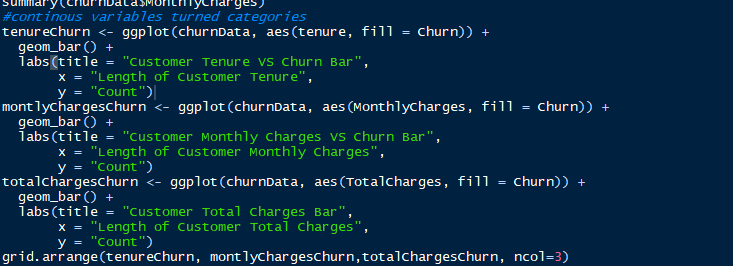 summary(churnData$MonthlyCharges)
#continous variables turned categories
tenureChurn <- ggplot(churnData, aes(tenure, fill = Churn)) +
  geom_bar() +
  labs(title = "Customer Tenure VS Churn Bar",
       x = "Length of Customer Tenure",
       y = "Count")
montlyChargesChurn <- ggplot(churnData, aes(MonthlyCharges, fill = Churn)) +
  geom_bar() +
  labs(title = "Customer Monthly Charges VS Churn Bar",
       x = "Length of Customer Monthly Charges",
       y = "Count")
totalChargesChurn <- ggplot(churnData, aes(TotalCharges, fill = Churn)) +
  geom_bar() +
  labs(title = "Customer Total Charges Bar",
       x = "Length of Customer Total Charges",
       y = "Count")
grid.arrange(tenureChurn, montlyChargesChurn,totalChargesChurn, ncol=3)